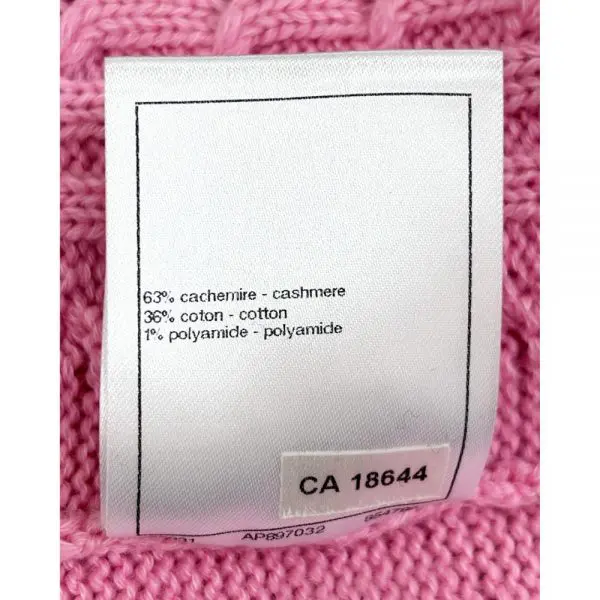 63% cachemire - cashmere
36% coton - cotton
1% polyamide - polyamide
CA 18644
AP897032